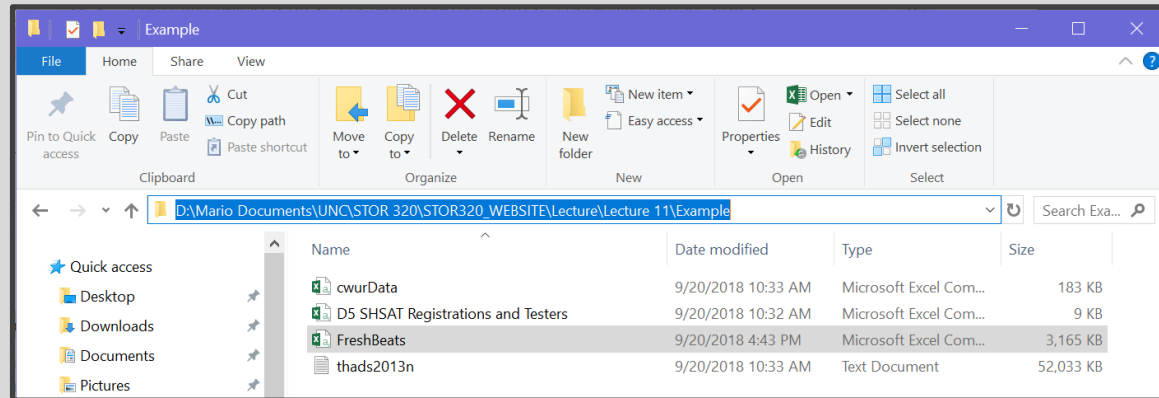 Example
File Home Share View
Pin to Quick access
Copy
Paste
Cut
Copy path
Paste shortcut
Clipboard
Move to
Copy to
Delete
Rename
Organize
New folder
New item
Easy access
New
Properties
Open
Edit
History
Open
Select all
Select none
Invert selection
Select
D:\Mario Documents\UNC\STOR 320\STOR320_WEBSITE\Lecture\Lecture 11\Example
Search Exa...
Quick access
Desktop
Downloads
Documents
Pictures
Name Date modified Type Size
cwurData 9/20/2018 10:33 AM Microsoft Excel Com... 183 KB
D5 SHSAT Registrations and Testers 9/20/2018 10:32 AM Microsoft Excel Com... 9 KB
FreshBeats 9/20/2018 4:43 PM Microsoft Excel Com... 3,165 KB
thads2013n 9/20/2018 10:33 AM Text Document 52,033 KB